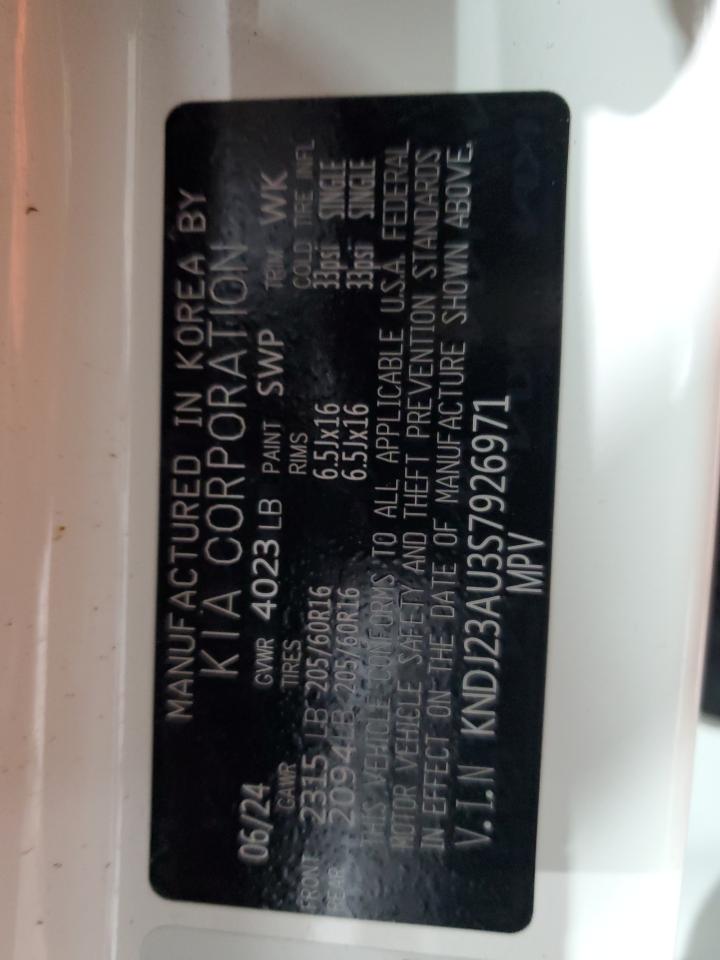 MANUFACTURED IN KOREA BY
KIA CORPORATION
06/24 GVWR 4023 LB PAINT SWP TRIM WK
GAWR TIRES RIMS COLD TIRE INFL
FRONT 2315 LB 205/60R16 6.5Jx16 33psi SINGLE
REAR 2094 LB 205/60R16 6.5Jx16 33psi SINGLE
THIS VEHICLE CONFORMS TO ALL APPLICABLE U.S.A. FEDERAL
MOTOR VEHICLE SAFETY AND THEFT PREVENTION STANDARDS
IN EFFECT ON THE DATE OF MANUFACTURE SHOWN ABOVE.
V.I.N KNDJ23AU3S7926971
MPV